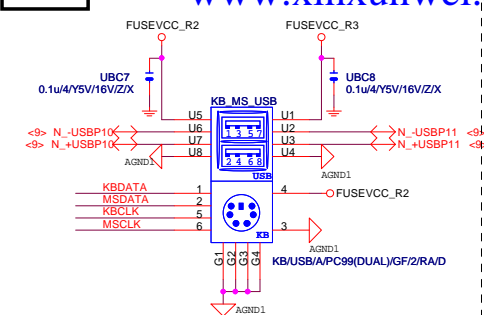 www.xinxunwei.
FUSEVCC_R2 FUSEVCC_R3
UBC7 UBC8
0.1u/4/Y5V/16V/Z/X 0.1u/4/Y5V/16V/Z/X
KB_MS_USB
U5 U1
<9> N_-USBP10 U6 U2 N_-USBP11 <9>
<9> N_+USBP10 U7 1 3 5 7 U3 N_+USBP11 <9>
U8 U4
AGND1 2 4 6 8 AGND1
USB
KBDATA 1 4 FUSEVCC_R2
MSDATA 2
KBCLK 5
MSCLK 6 3
KB
AGND1
G1 G2 G3 G4
KB/USB/A/PC99(DUAL)/GF/2/RA/D
AGND1